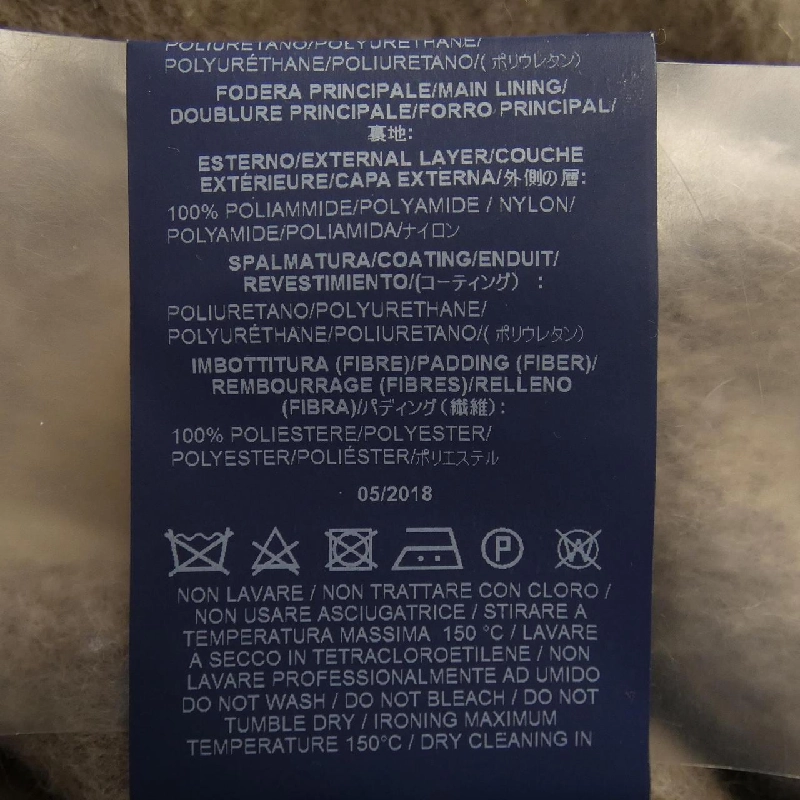 POLIURETANO/POLYURETHANE/
POLYURÉTHANE/POLIURETANO/( ポリウレタン)
FODERA PRINCIPALE/MAIN LINING/
DOUBLURE PRINCIPALE/FORRO PRINCIPAL/
裏地:
ESTERNO/EXTERNAL LAYER/COUCHE
EXTÉRIEURE/CAPA EXTERNA/外側の層:
100% POLIAMMIDE/POLYAMIDE / NYLON/
POLYAMIDE/POLIAMIDA/ナイロン
SPALMATURA/COATING/ENDUIT/
REVESTIMIENTO/(コーティング) :
POLIURETANO/POLYURETHANE/
POLYURÉTHANE/POLIURETANO/( ポリウレタン)
IMBOTTITURA (FIBRE)/PADDING (FIBER)/
REMBOURRAGE (FIBRES)/RELLENO
(FIBRA)/パディング(繊維):
100% POLIESTERE/POLYESTER/
POLYESTER/POLIÉSTER/ポリエステル
05/2018
P W
NON LAVARE / NON TRATTARE CON CLORO /
NON USARE ASCIUGATRICE / STIRARE A
TEMPERATURA MASSIMA 150 °C / LAVARE
A SECCO IN TETRACLOROETILENE / NON
LAVARE PROFESSIONALMENTE AD UMIDO
DO NOT WASH / DO NOT BLEACH / DO NOT
TUMBLE DRY / IRONING MAXIMUM
TEMPERATURE 150°C / DRY CLEANING IN